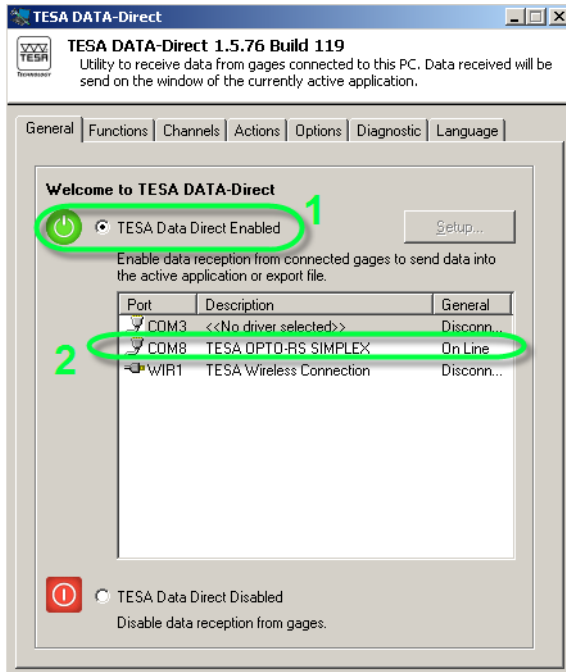 TESA DATA-Direct
TESA
TECHNOLOGY
TESA DATA-Direct 1.5.76 Build 119
Utility to receive data from gages connected to this PC. Data received will be
send on the window of the currently active application.
General Functions Channels Actions Options Diagnostic Language
Welcome to TESA DATA-Direct
1
TESA Data Direct Enabled
Setup...
Enable data reception from connected gages to send data into
the active application or export file.
Port Description General
COM3 <<No driver selected>> Disconn...
2
COM8 TESA OPTO-RS SIMPLEX On Line
WIR1 TESA Wireless Connection Disconn...
TESA Data Direct Disabled
Disable data reception from gages.